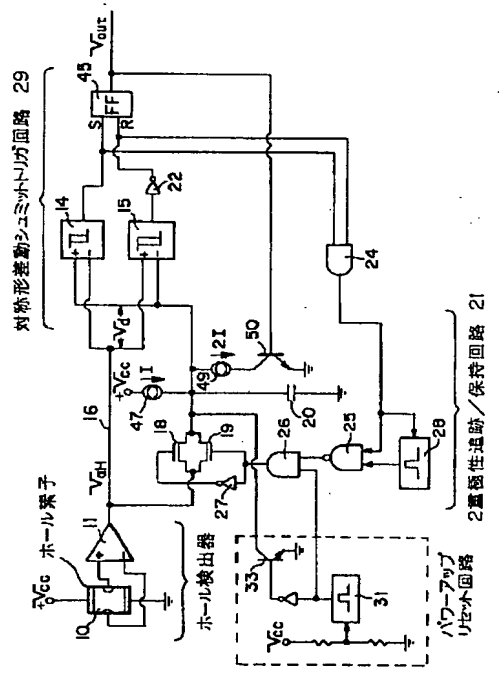 対称形差動シュミットトリガ回路 29
ホール素子
+VCC
10
11
ホール検出器
VaH
16
+VCC
I
47
18
19
27
Vd
14
15
22
S
R
FF
45
Vout
49
2I
50
20
26
25
24
28
2重極性追跡/保持回路 21
33
31
VCC
パワーアップ
リセット回路